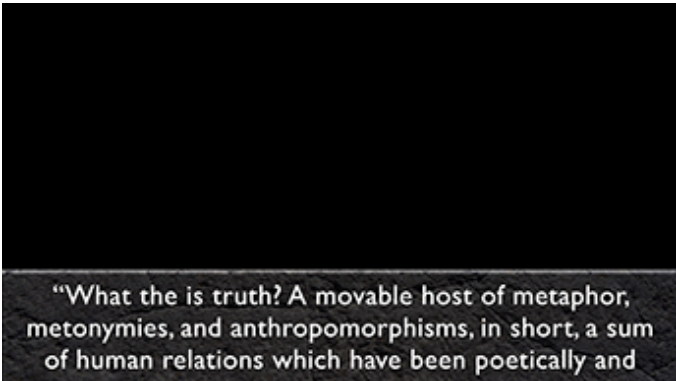 “What the is truth? A movable host of metaphor,
metonymies, and anthropomorphisms, in short, a sum
of human relations which have been poetically and